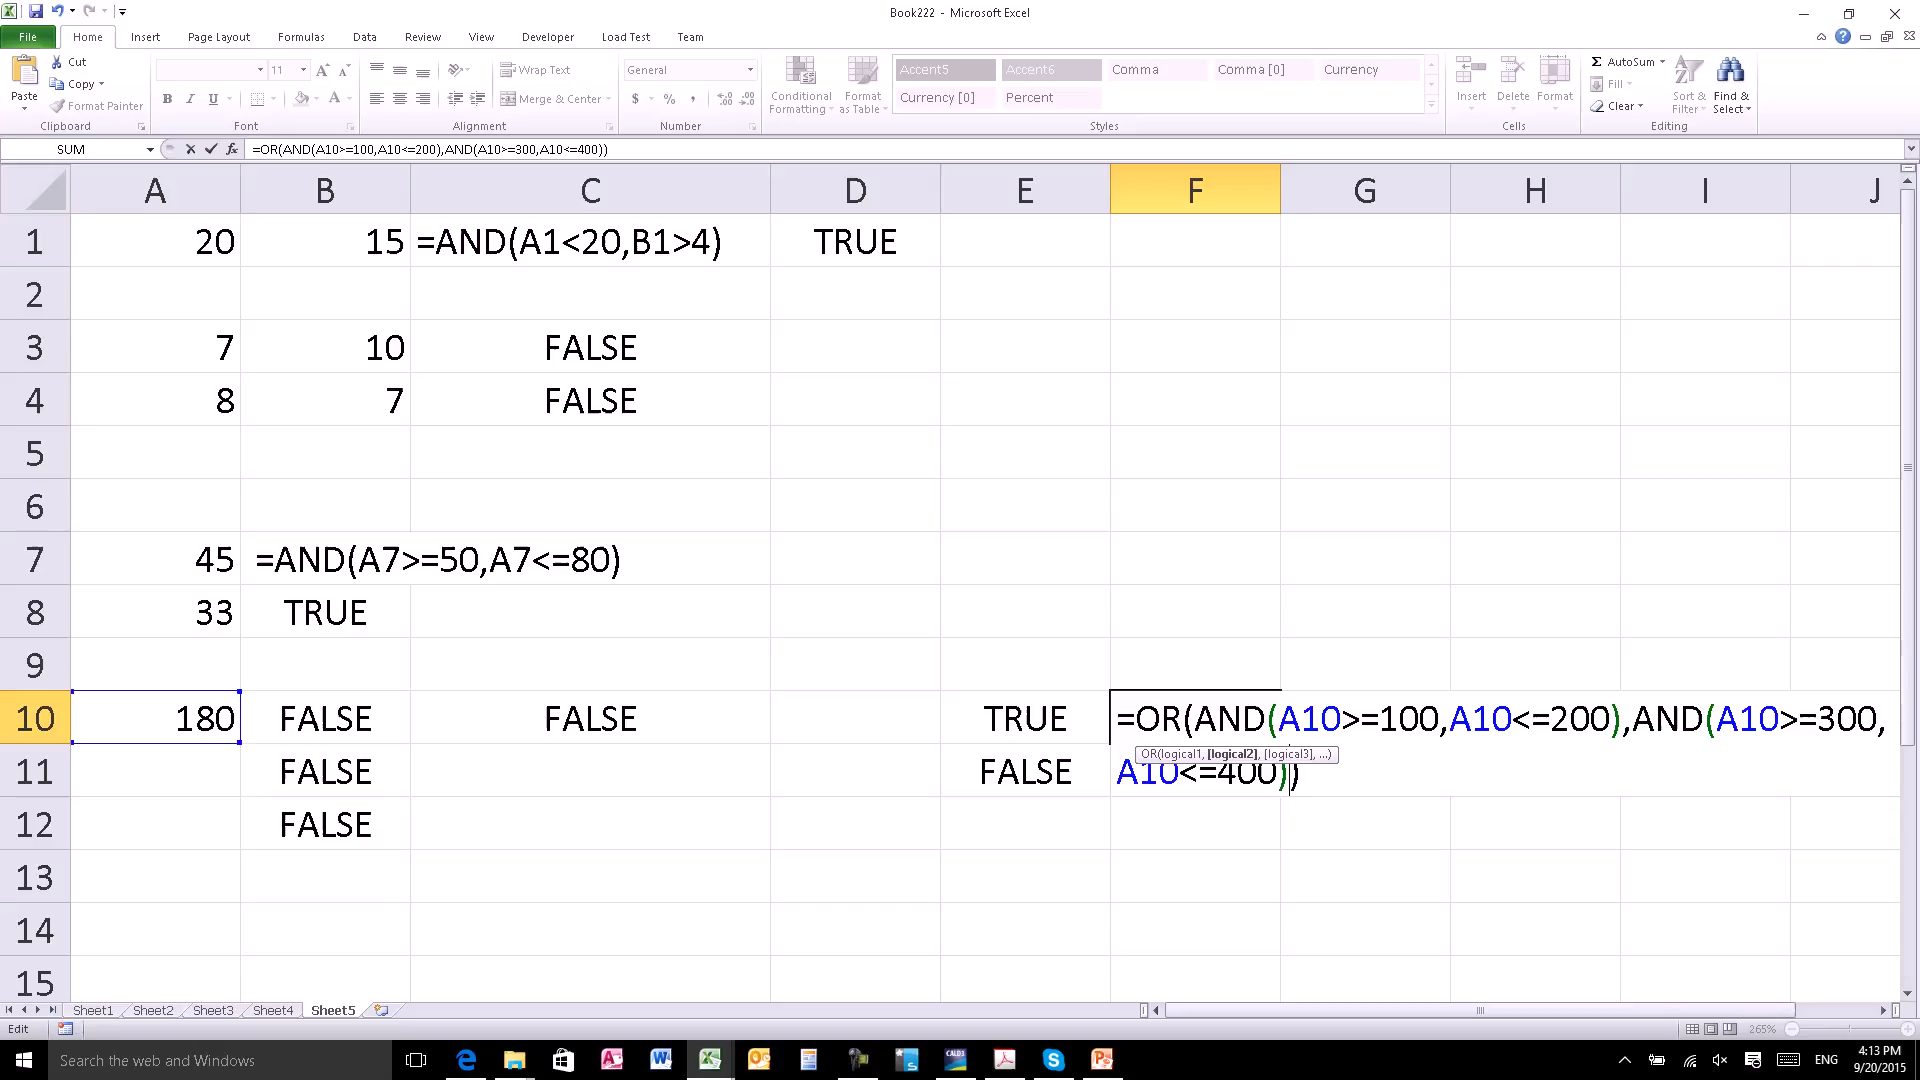 Book222 - Microsoft Excel
File Home Insert Page Layout Formulas Data Review View Developer Load Test Team
Paste
Cut
Copy
Format Painter
Clipboard
11
B I U
Font
Wrap Text
Merge & Center
Alignment
General
$ % ,
Number
Conditional Formatting
Format as Table
Accent5 Accent6 Comma Comma [0] Currency
Currency [0] Percent
Styles
Insert Delete Format
Cells
Σ AutoSum
Fill
Clear
Sort & Filter
Find & Select
Editing
SUM =OR(AND(A10>=100,A10<=200),AND(A10>=300,A10<=400))
A B C D E F G H I J
1 20 15 =AND(A1<20,B1>4) TRUE
2
3 7 10 FALSE
4 8 7 FALSE
5
6
7 45 =AND(A7>=50,A7<=80)
8 33 TRUE
9
10 180 FALSE FALSE TRUE =OR(AND(A10>=100,A10<=200),AND(A10>=300,
OR(logical1, [logical2], [logical3], ...)
11 FALSE FALSE A10<=400))
12 FALSE
13
14
15
Sheet1 Sheet2 Sheet3 Sheet4 Sheet5
Edit 265%
Search the web and Windows
ENG
4:13 PM
9/20/2015